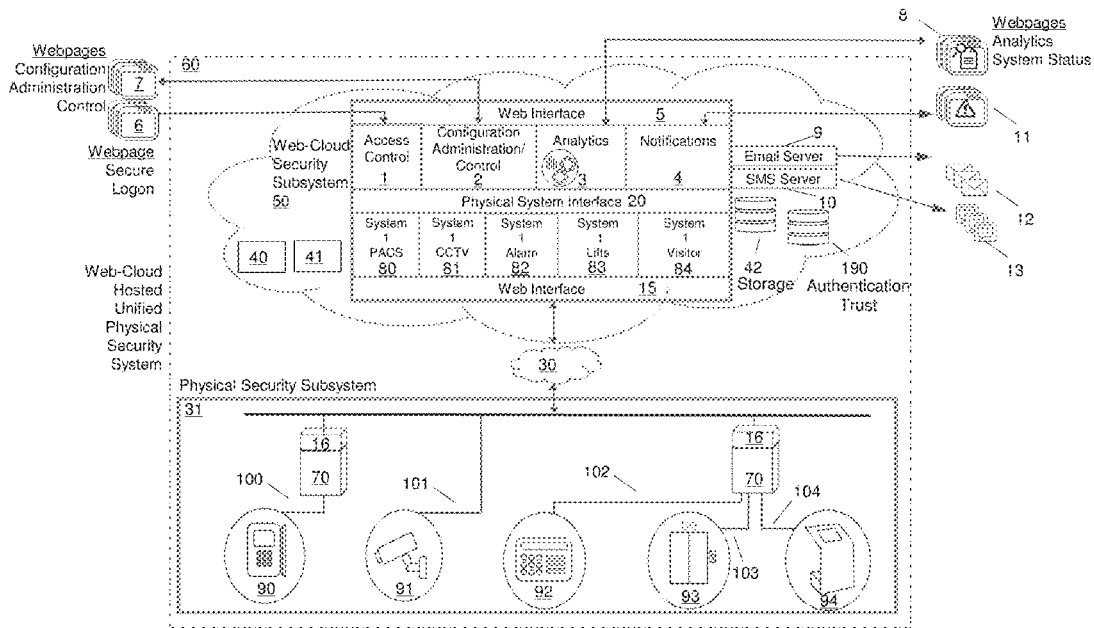 8
Webpages
Analytics
System Status
Webpages
Configuration
Administration
Control
7
6
60
Webpage
Secure
Logon
11
Web Interface 5
Web-Cloud
Security
Subsystem
50
Access
Control
1
Configuration
Administration/
Control
2
Analytics
3
Notifications
4
9
Email Server
SMS Server
10
12
13
Physical System Interface 20
System
1
PACS
80
System
1
CCTV
81
System
1
Alarm
82
System
1
Lifts
83
System
1
Visitor
84
Web Interface 15
40
41
42
Storage
190
Authentication
Trust
Web-Cloud
Hosted
Unified
Physical
Security
System
30
Physical Security Subsystem
31
16
70
16
70
100
101
102
104
103
90
91
92
93
94